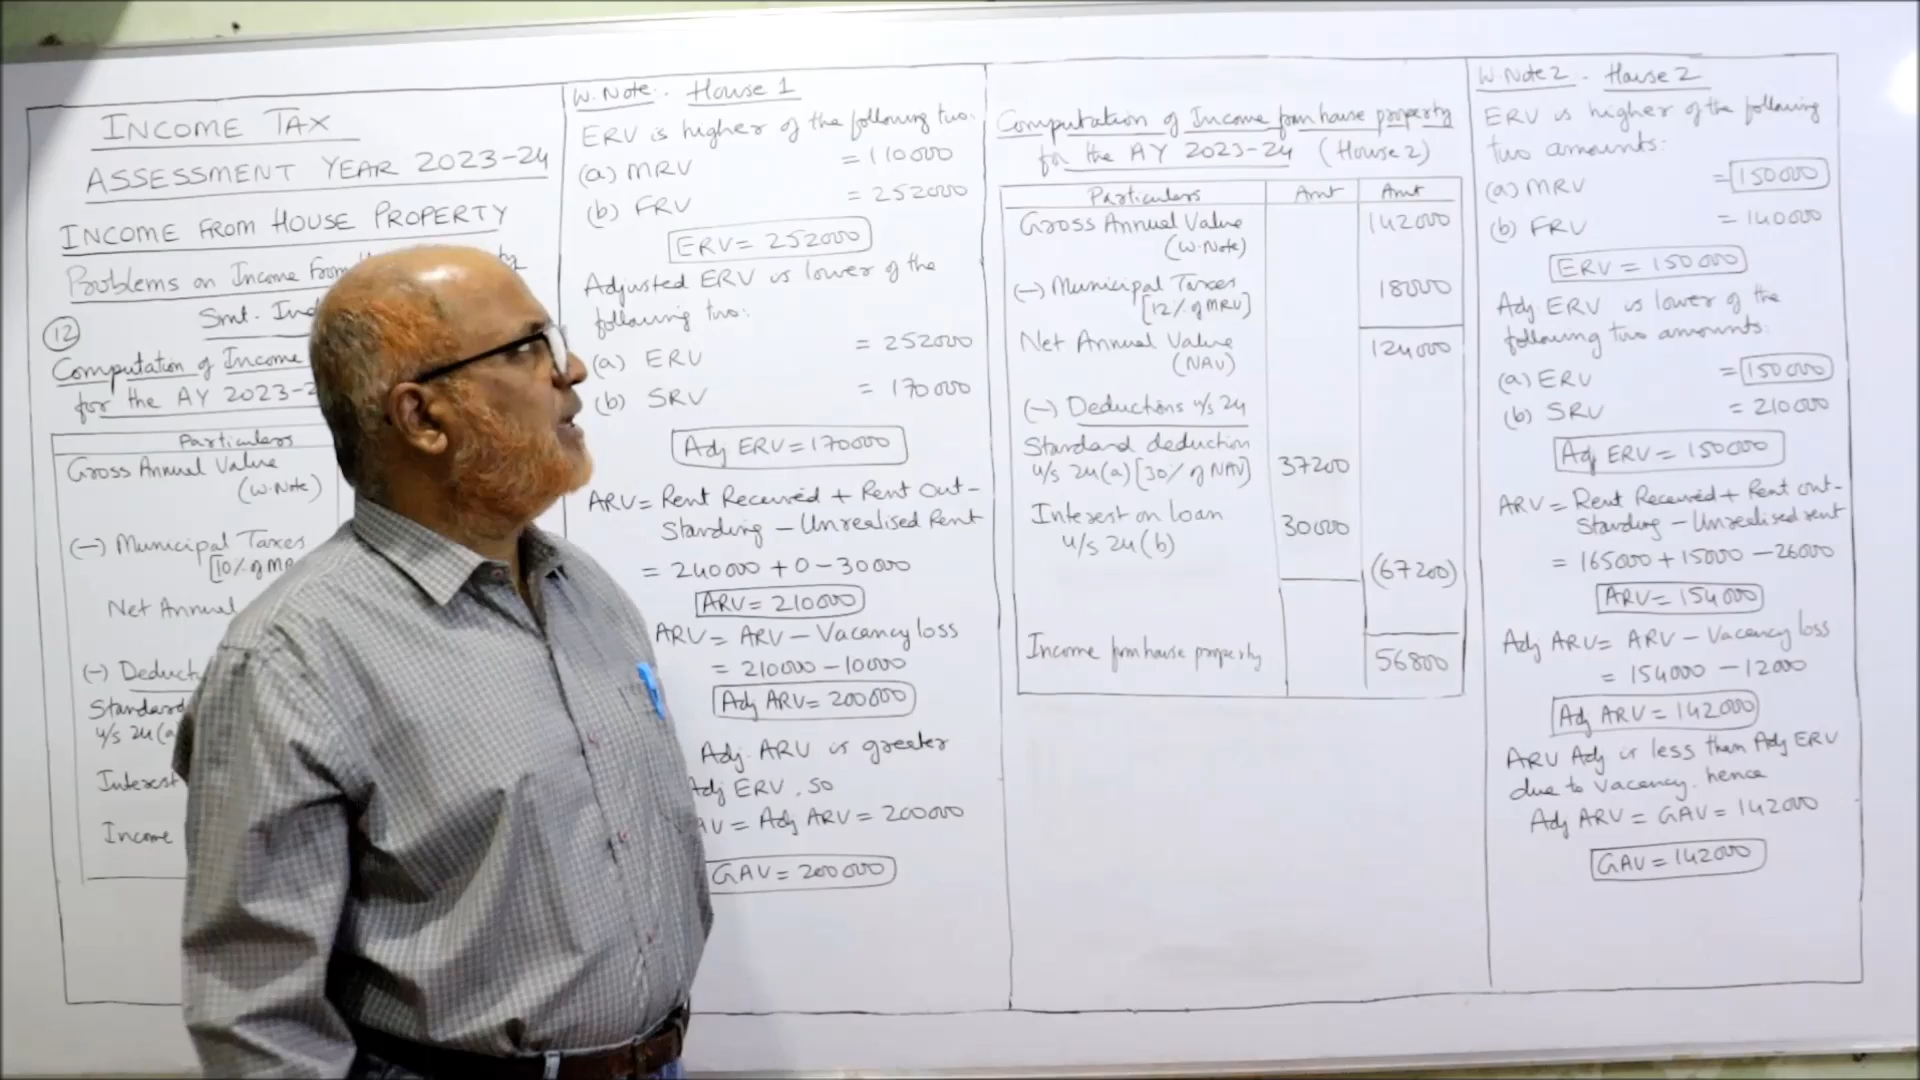 INCOME TAX
ASSESSMENT YEAR 2023-24
INCOME FROM HOUSE PROPERTY
Problems on Income from
Smt.
12
Computation of Income
for the AY 2023-2
Particulars
Gross Annual Value
(W.Note)
(-) Municipal Taxes
[10% of
Net Annual
(-) Deduct
Standard
u/s 24(a
Interest
Income
W.Note. House 1
ERV is higher of the following two.
(a) MRV = 110000
(b) FRV = 252000
ERV = 252000
Adjusted ERV is lower of the
following two:
(a) ERV = 252000
(b) SRV = 170000
Adj ERV = 170000
ARV = Rent Received + Rent Out-
Standing - Unrealised Rent
= 240000 + 0 - 30000
ARV = 210000
ARV = ARV - Vacancy loss
= 210000 - 10000
Adj ARV = 200000
Adj. ARV is greater
Adj ERV, so
AV = Adj ARV = 200000
GAV = 200000
Computation of Income from house property
for the AY 2023-24 (House 2)
Particulars Amt Amt
Gross Annual Value 142000
(W.Note)
(-) Municipal Taxes 18000
[12% of MRV]
Net Annual Value 124000
(NAV)
(-) Deductions u/s 24
Standard deduction
u/s 24(a) [30% of NAV] 37200
Interest on loan 30000
u/s 24(b)
(67200)
Income from house property 56800
W.Note 2. House 2
ERV is higher of the following
two amounts:
(a) MRV = 150000
(b) FRV = 140000
ERV = 150000
Adj ERV is lower of the
following two amounts:
(a) ERV = 150000
(b) SRV = 210000
Adj ERV = 150000
ARV = Rent Received + Rent out-
Standing - Unrealised rent
= 165000 + 15000 - 26000
ARV = 154000
Adj ARV = ARV - Vacancy loss
= 154000 - 12000
Adj ARV = 142000
ARV Adj is less than Adj ERV
due to vacancy. hence
Adj ARV = GAV = 142000
GAV = 142000